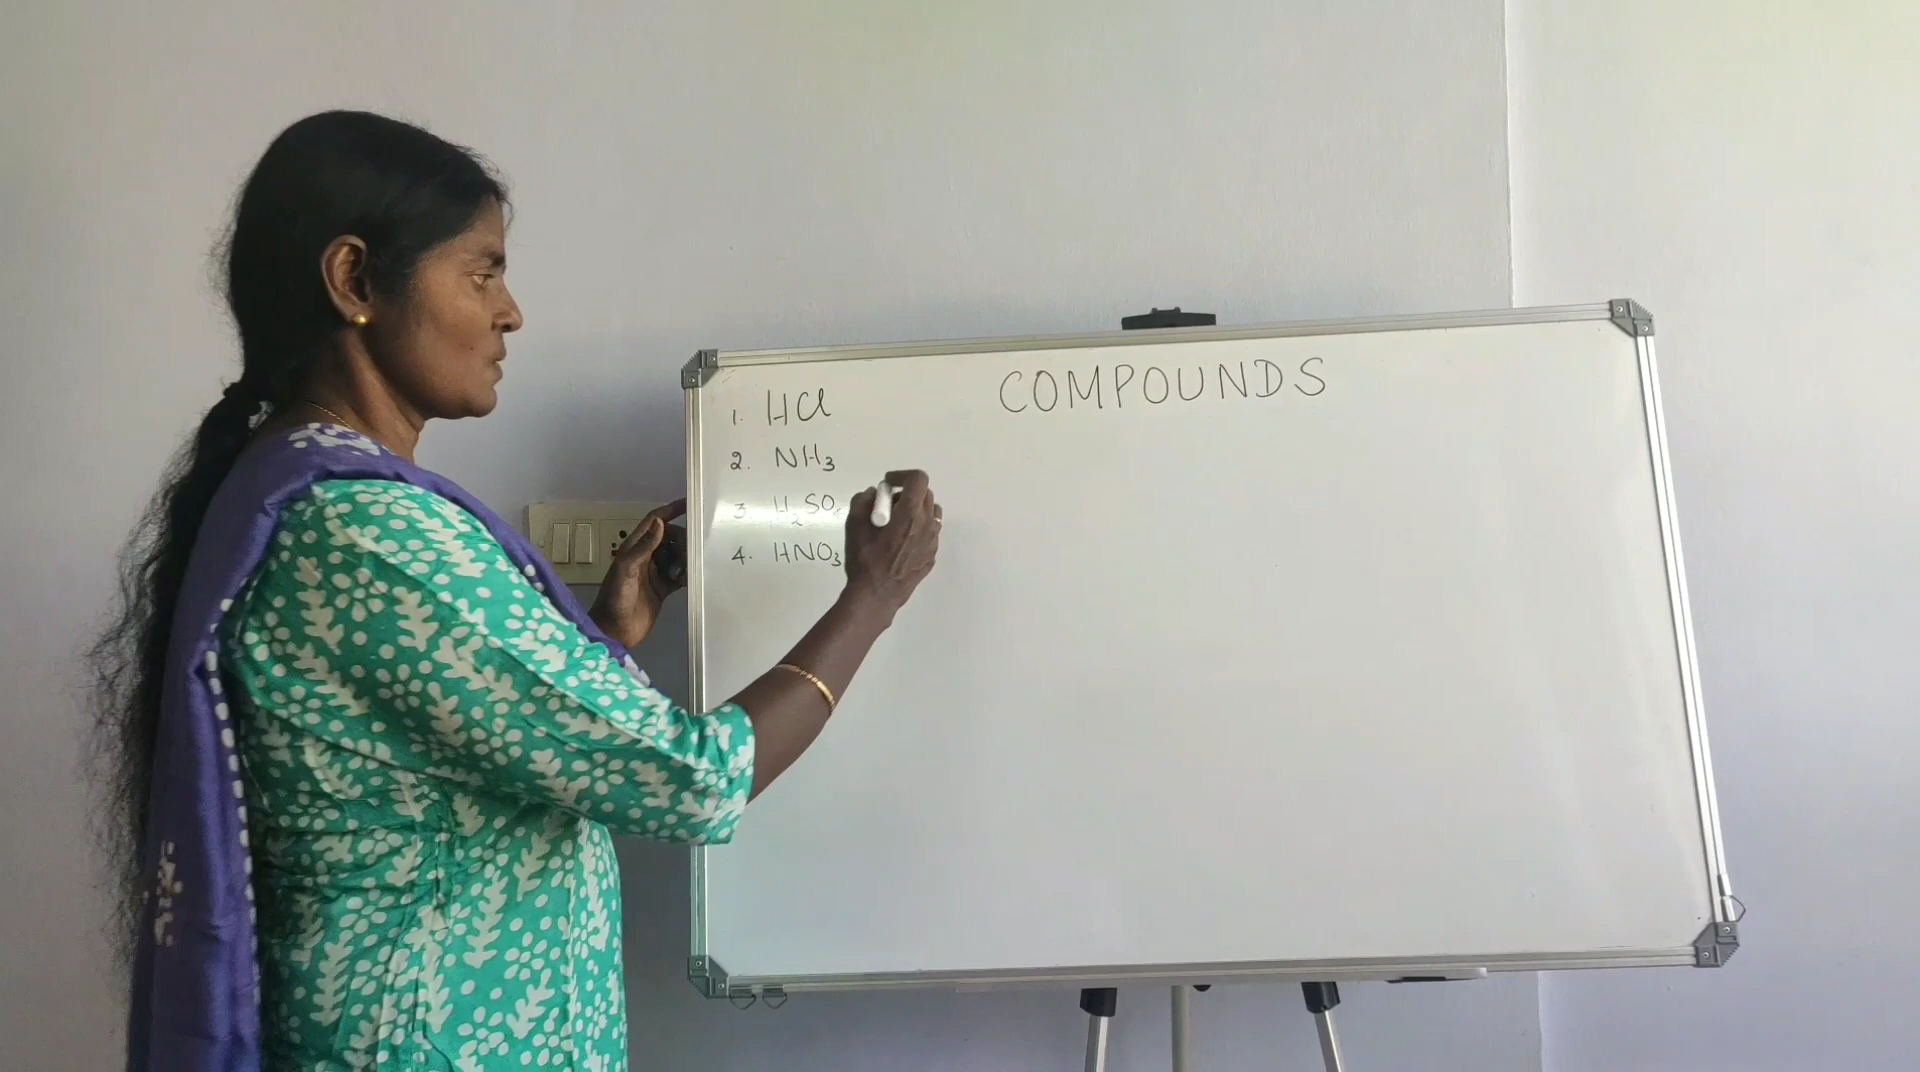 COMPOUNDS
1. HCl
2. NH₃
3. H₂SO₄
4. HNO₃